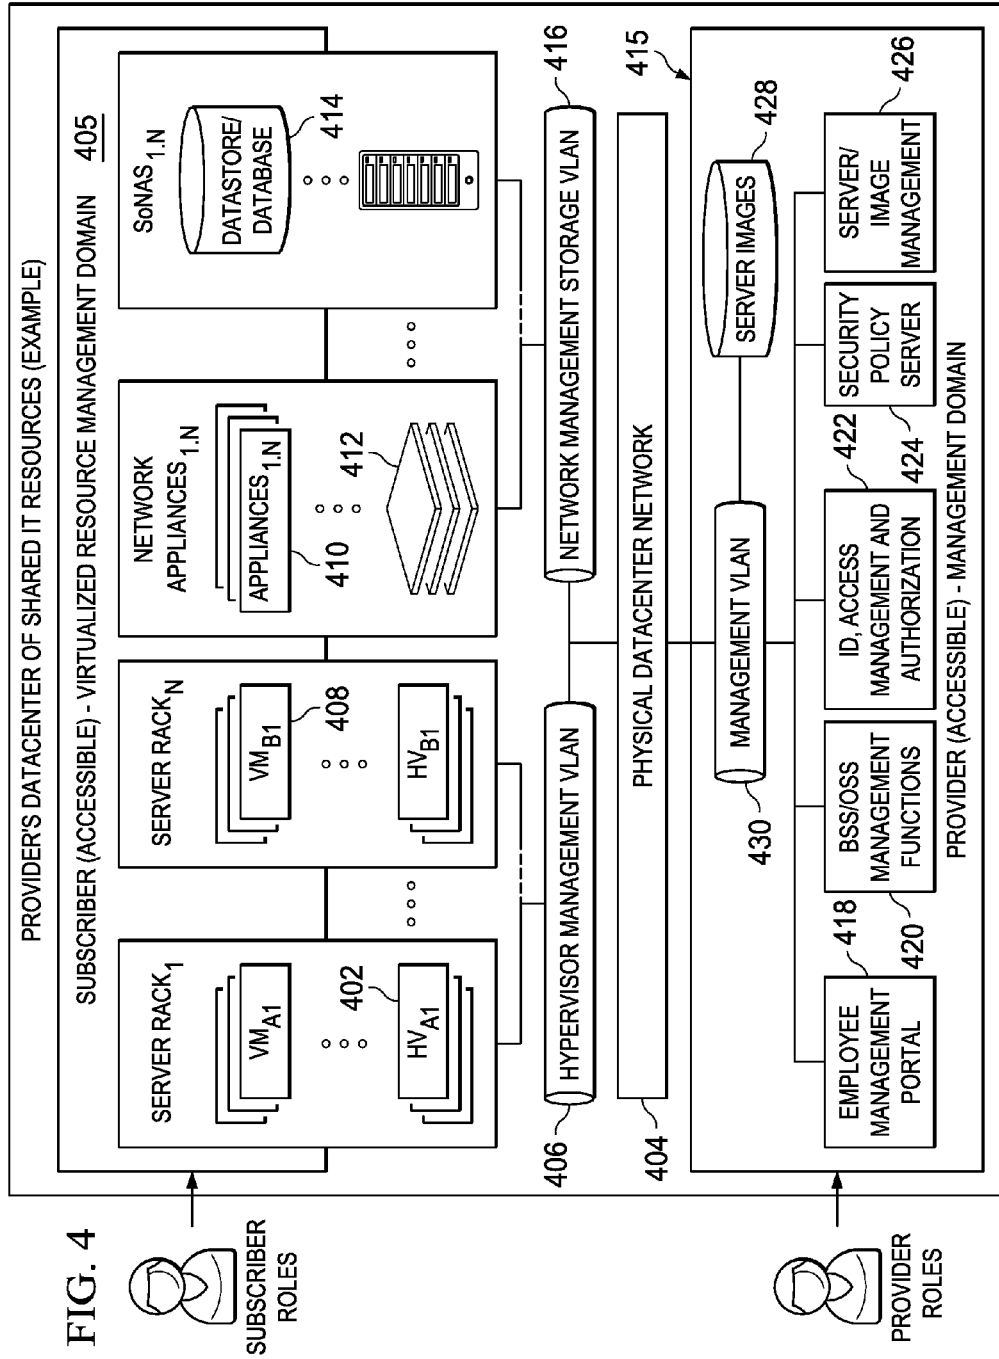 FIG. 4
PROVIDER'S DATACENTER OF SHARED IT RESOURCES (EXAMPLE)
SUBSCRIBER (ACCESSIBLE) - VIRTUALIZED RESOURCE MANAGEMENT DOMAIN 405
SUBSCRIBER
ROLES
SERVER RACK1
VMA1
402
HVA1
SERVER RACKN
VMB1
408
HVB1
NETWORK
APPLIANCES1.N
APPLIANCES1.N
410
412
SoNAS1.N
DATASTORE/
DATABASE
414
406
HYPERVISOR MANAGEMENT VLAN
NETWORK MANAGEMENT STORAGE VLAN
416
404
PHYSICAL DATACENTER NETWORK
415
430
MANAGEMENT VLAN
SERVER IMAGES
428
PROVIDER
ROLES
EMPLOYEE
MANAGEMENT
PORTAL
418
BSS/OSS
MANAGEMENT
FUNCTIONS
420
ID, ACCESS
MANAGEMENT AND
AUTHORIZATION
422
SECURITY
POLICY
SERVER
424
SERVER/
IMAGE
MANAGEMENT
426
PROVIDER (ACCESSIBLE) - MANAGEMENT DOMAIN